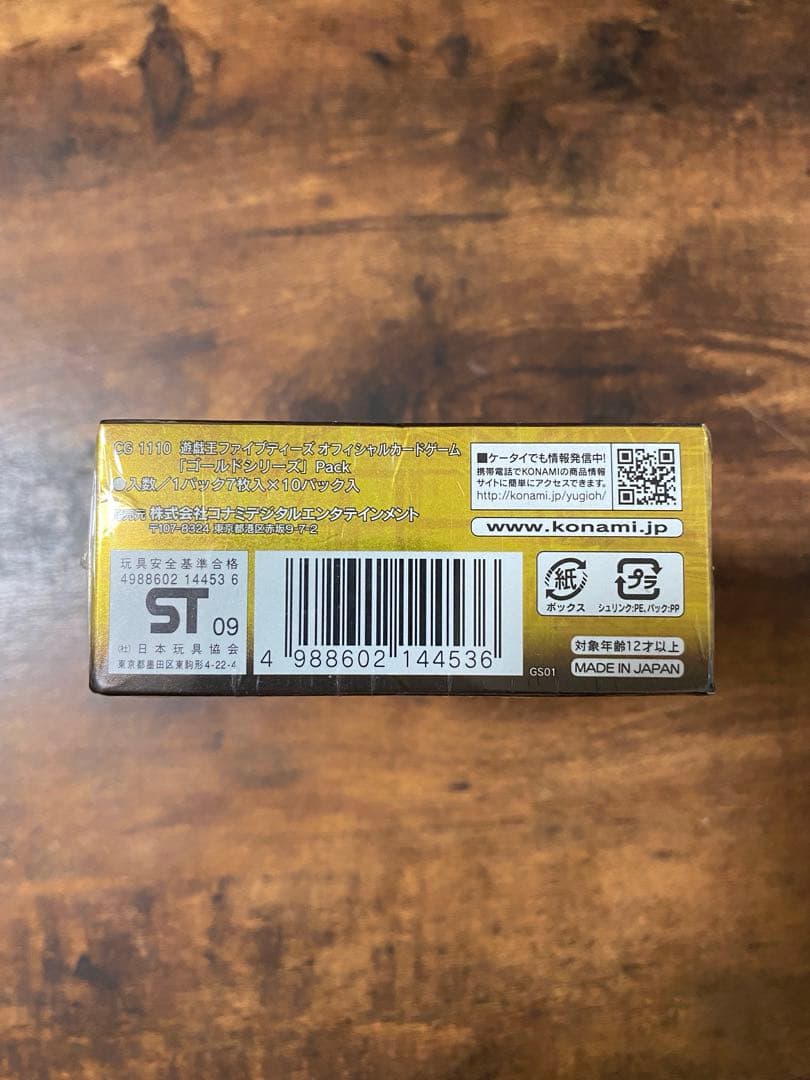 CG 1110 遊戯王ファイブディーズ オフィシャルカードゲーム
「ゴールドシリーズ」Pack
●入数/1パック7枚入×10パック入
発売元 株式会社コナミデジタルエンタテインメント
〒107-8324 東京都港区赤坂9-7-2
■ケータイでも情報発信中!
携帯電話でKONAMIの商品情報
サイトに簡単にアクセスできます。
http://konami.jp/yugioh/
www.konami.jp
玩具安全基準合格
4988602 14453 6
ST 09
(社)日本玩具協会
東京都墨田区東駒形4-22-4
4 988602 144536
紙
ボックス
プラ
シュリンク:PE, パック:PP
対象年齢12才以上
MADE IN JAPAN
GS01